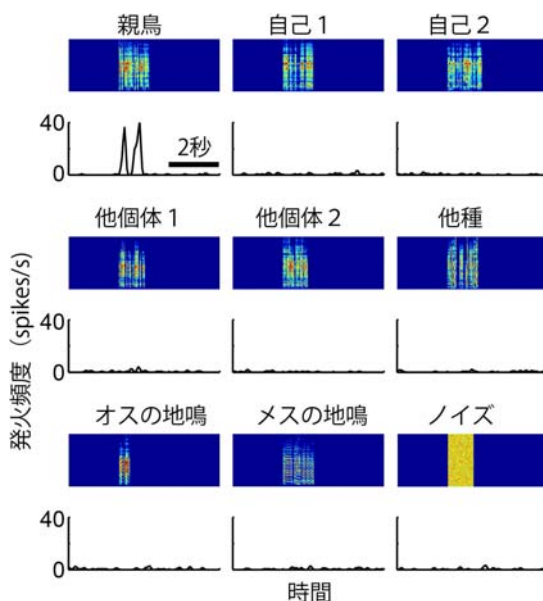 親鳥 自己1 自己2
40
2秒
0
他個体1 他個体2 他種
発火頻度 (spikes/s)
40
0
オスの地鳴 メスの地鳴 ノイズ
40
0
時間